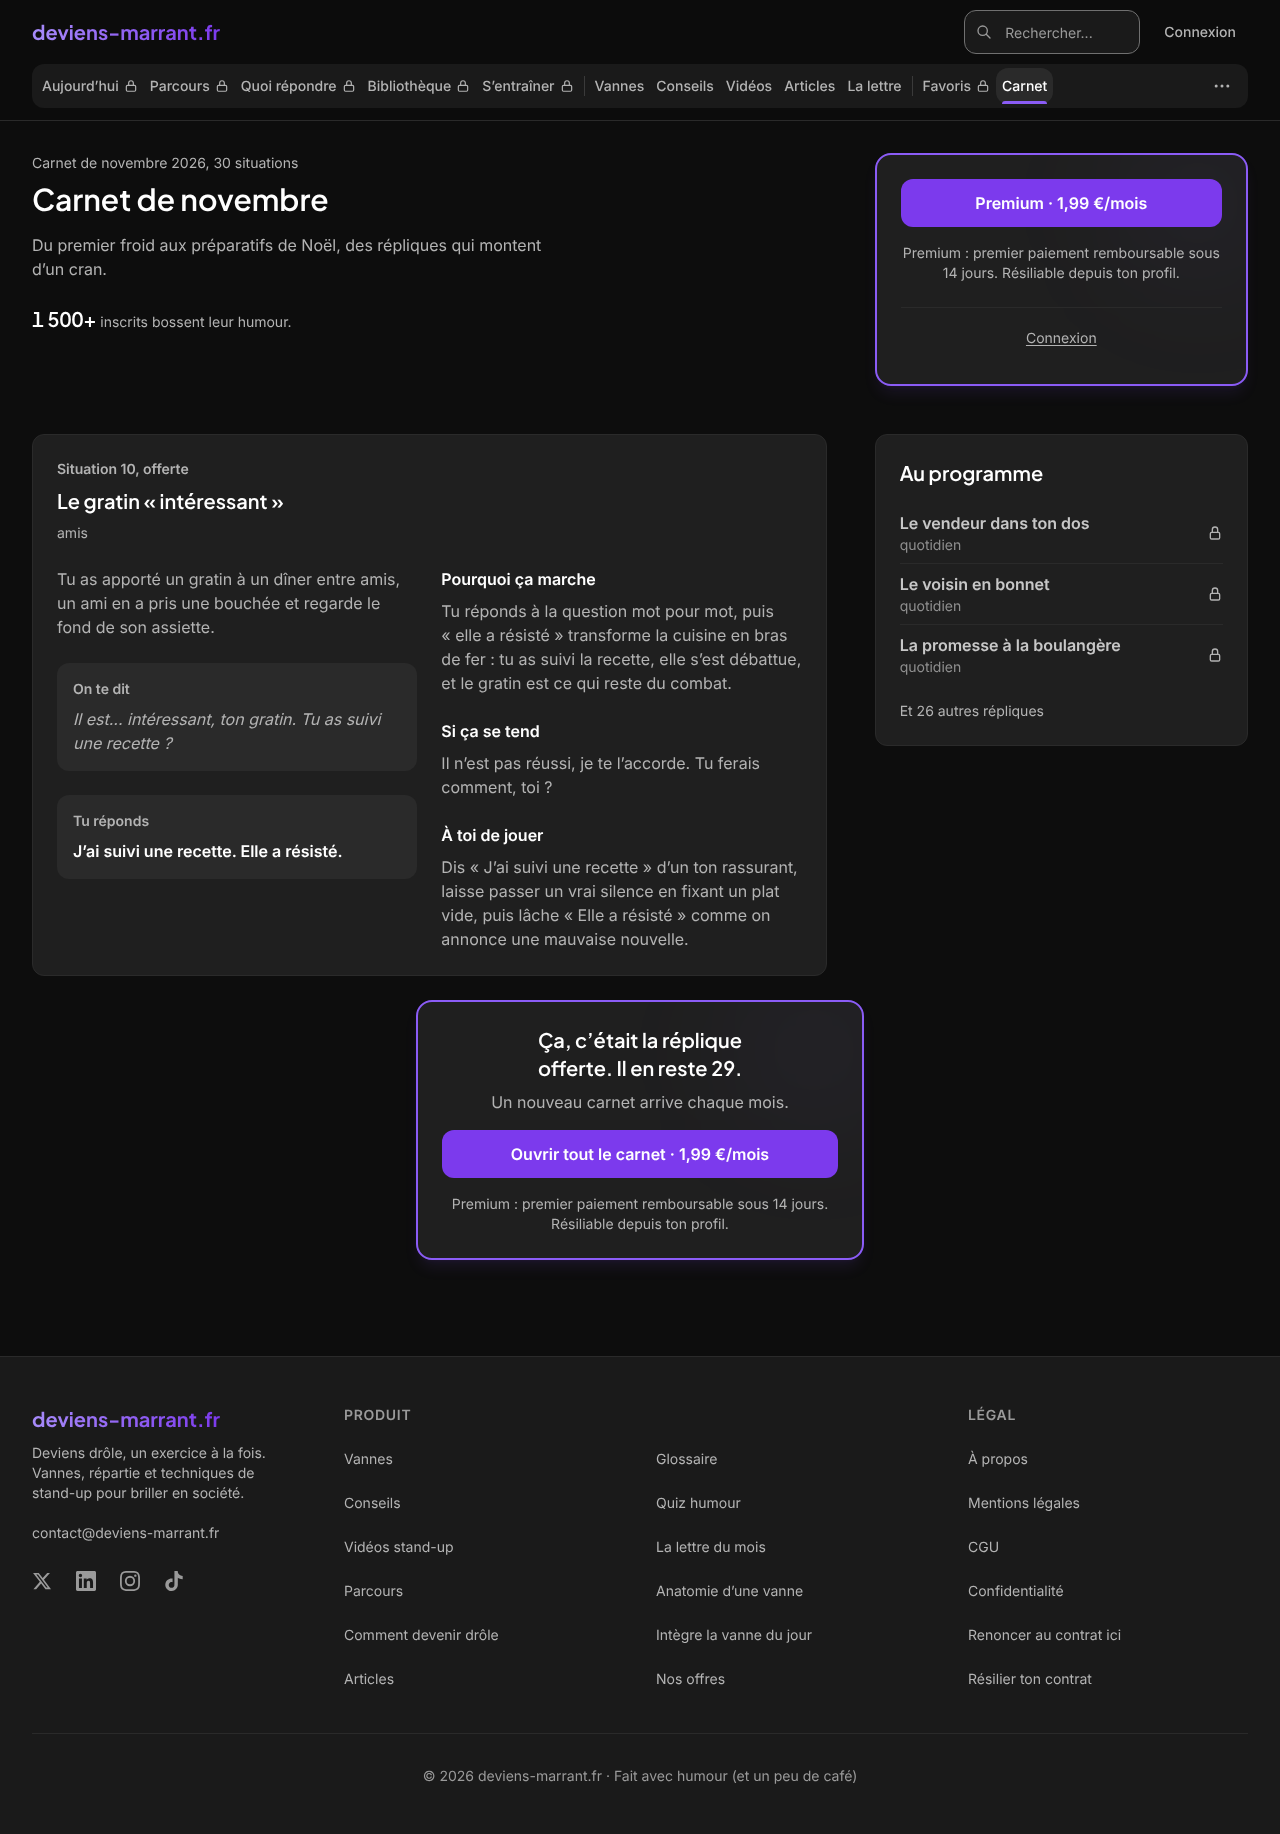 deviens-marrant.fr
Rechercher...
Connexion
Aujourd’hui
Parcours
Quoi répondre
Bibliothèque
S’entraîner
Vannes
Conseils
Vidéos
Articles
La lettre
Favoris
Carnet
Carnet de novembre 2026, 30 situations
Carnet de novembre
Du premier froid aux préparatifs de Noël, des répliques qui montent
d’un cran.
1 500+ inscrits bossent leur humour.
Premium · 1,99 €/mois
Premium : premier paiement remboursable sous
14 jours. Résiliable depuis ton profil.
Connexion
Situation 10, offerte
Le gratin « intéressant »
amis
Tu as apporté un gratin à un dîner entre amis,
un ami en a pris une bouchée et regarde le
fond de son assiette.
On te dit
Il est… intéressant, ton gratin. Tu as suivi
une recette ?
Tu réponds
J’ai suivi une recette. Elle a résisté.
Pourquoi ça marche
Tu réponds à la question mot pour mot, puis
« elle a résisté » transforme la cuisine en bras
de fer : tu as suivi la recette, elle s’est débattue,
et le gratin est ce qui reste du combat.
Si ça se tend
Il n’est pas réussi, je te l’accorde. Tu ferais
comment, toi ?
À toi de jouer
Dis « J’ai suivi une recette » d’un ton rassurant,
laisse passer un vrai silence en fixant un plat
vide, puis lâche « Elle a résisté » comme on
annonce une mauvaise nouvelle.
Au programme
Le vendeur dans ton dos
quotidien
Le voisin en bonnet
quotidien
La promesse à la boulangère
quotidien
Et 26 autres répliques
Ça, c’était la réplique
offerte. Il en reste 29.
Un nouveau carnet arrive chaque mois.
Ouvrir tout le carnet · 1,99 €/mois
Premium : premier paiement remboursable sous 14 jours.
Résiliable depuis ton profil.
deviens-marrant.fr
Deviens drôle, un exercice à la fois.
Vannes, répartie et techniques de
stand-up pour briller en société.
contact@deviens-marrant.fr
PRODUIT
Vannes
Conseils
Vidéos stand-up
Parcours
Comment devenir drôle
Articles
Glossaire
Quiz humour
La lettre du mois
Anatomie d’une vanne
Intègre la vanne du jour
Nos offres
LÉGAL
À propos
Mentions légales
CGU
Confidentialité
Renoncer au contrat ici
Résilier ton contrat
© 2026 deviens-marrant.fr · Fait avec humour (et un peu de café)